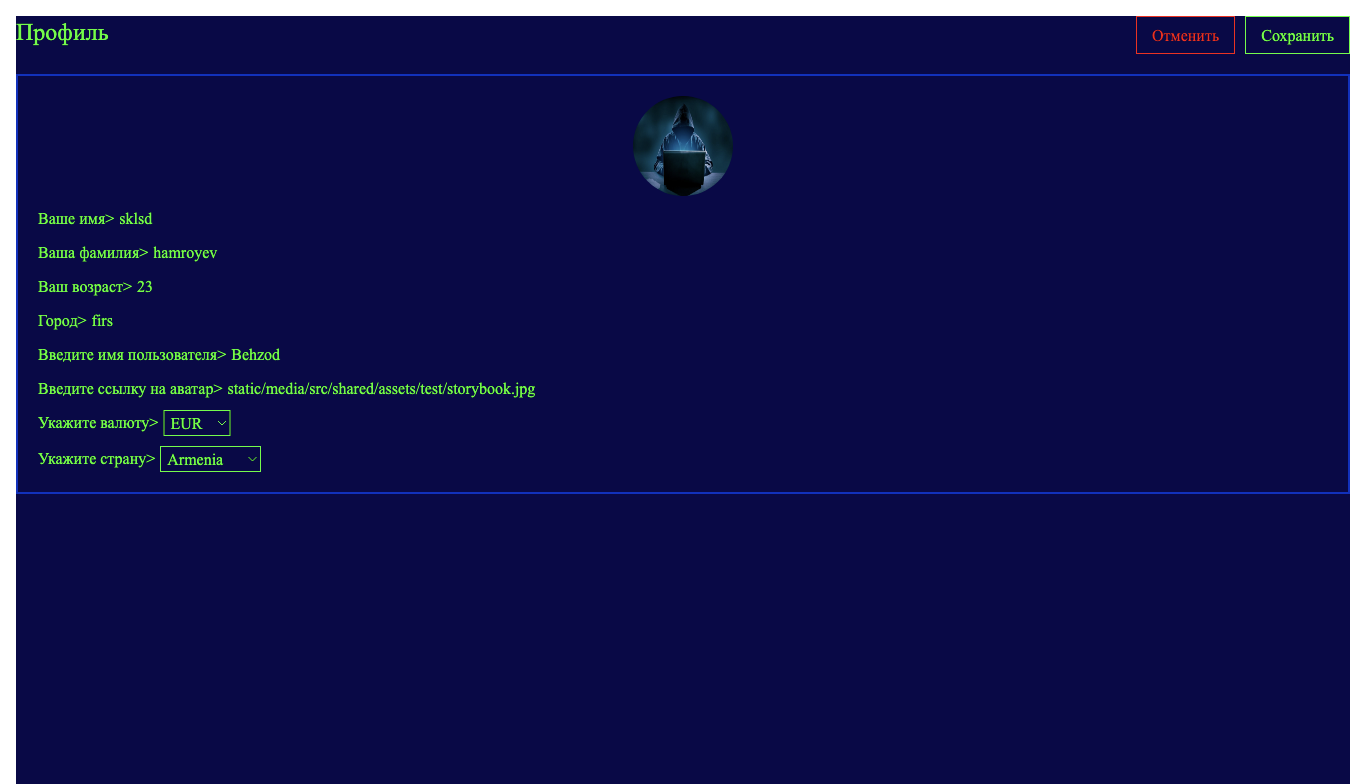 Профиль
Отменить
Сохранить
Ваше имя> sklsd
Ваша фамилия> hamroyev
Ваш возраст> 23
Город> firs
Введите имя пользователя> Behzod
Введите ссылку на аватар> static/media/src/shared/assets/test/storybook.jpg
Укажите валюту> EUR
Укажите страну> Armenia